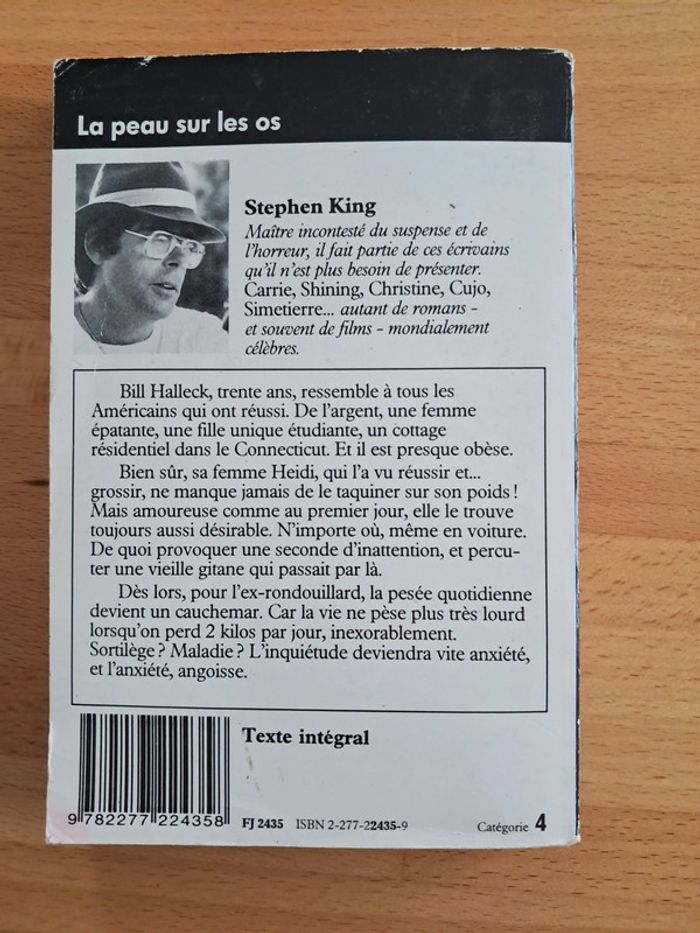 La peau sur les os
Stephen King
Maître incontesté du suspense et de
l'horreur, il fait partie de ces écrivains
qu'il n'est plus besoin de présenter.
Carrie, Shining, Christine, Cujo,
Simetierre... autant de romans -
et souvent de films - mondialement
célèbres.
Bill Halleck, trente ans, ressemble à tous les
Américains qui ont réussi. De l'argent, une femme
épatante, une fille unique étudiante, un cottage
résidentiel dans le Connecticut. Et il est presque obèse.
Bien sûr, sa femme Heidi, qui l'a vu réussir et...
grossir, ne manque jamais de le taquiner sur son poids !
Mais amoureuse comme au premier jour, elle le trouve
toujours aussi désirable. N'importe où, même en voiture.
De quoi provoquer une seconde d'inattention, et percu-
ter une vieille gitane qui passait par là.
Dès lors, pour l'ex-rondouillard, la pesée quotidienne
devient un cauchemar. Car la vie ne pèse plus très lourd
lorsqu'on perd 2 kilos par jour, inexorablement.
Sortilège ? Maladie ? L'inquiétude deviendra vite anxiété,
et l'anxiété, angoisse.
Texte intégral
9 782277 224358
FJ 2435 ISBN 2-277-22435-9
Catégorie 4